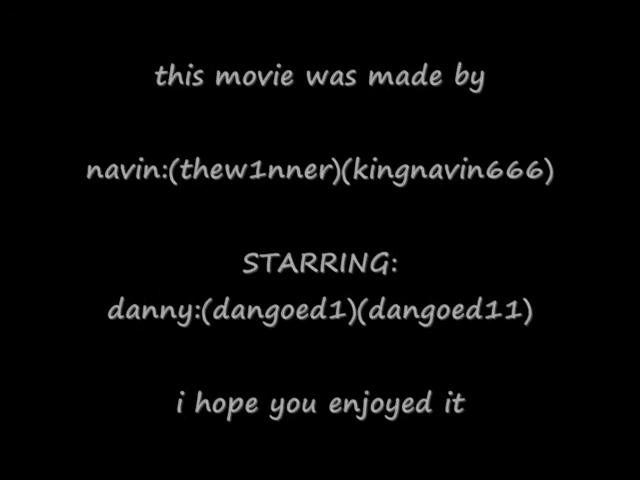 this movie was made by
navin:(thew1nner)(kingnavin666)
STARRING:
danny:(dangoed1)(dangoed11)
i hope you enjoyed it